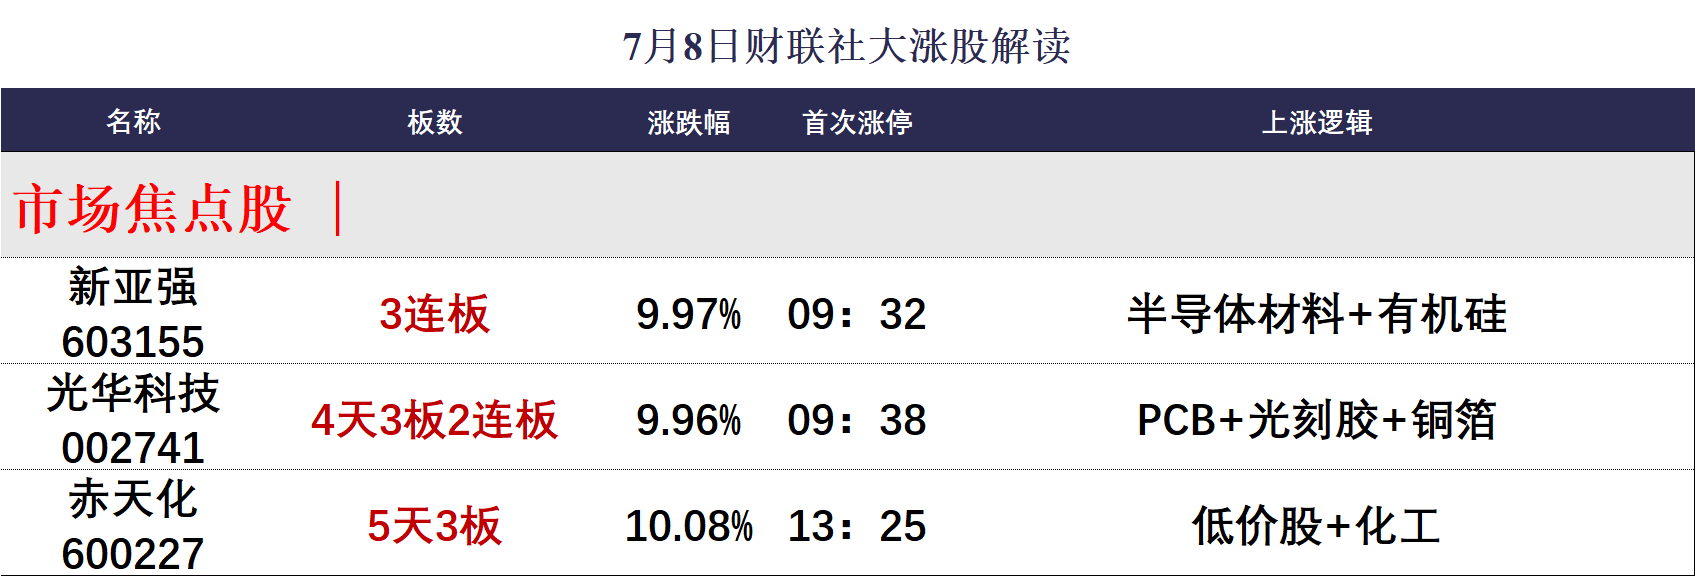 7月8日财联社大涨股解读
名称 板数 涨跌幅 首次涨停 上涨逻辑
市场焦点股 ｜
新亚强
603155 3连板 9.97% 09：32 半导体材料+有机硅
光华科技
002741 4天3板2连板 9.96% 09：38 PCB+光刻胶+铜箔
赤天化
600227 5天3板 10.08% 13：25 低价股+化工